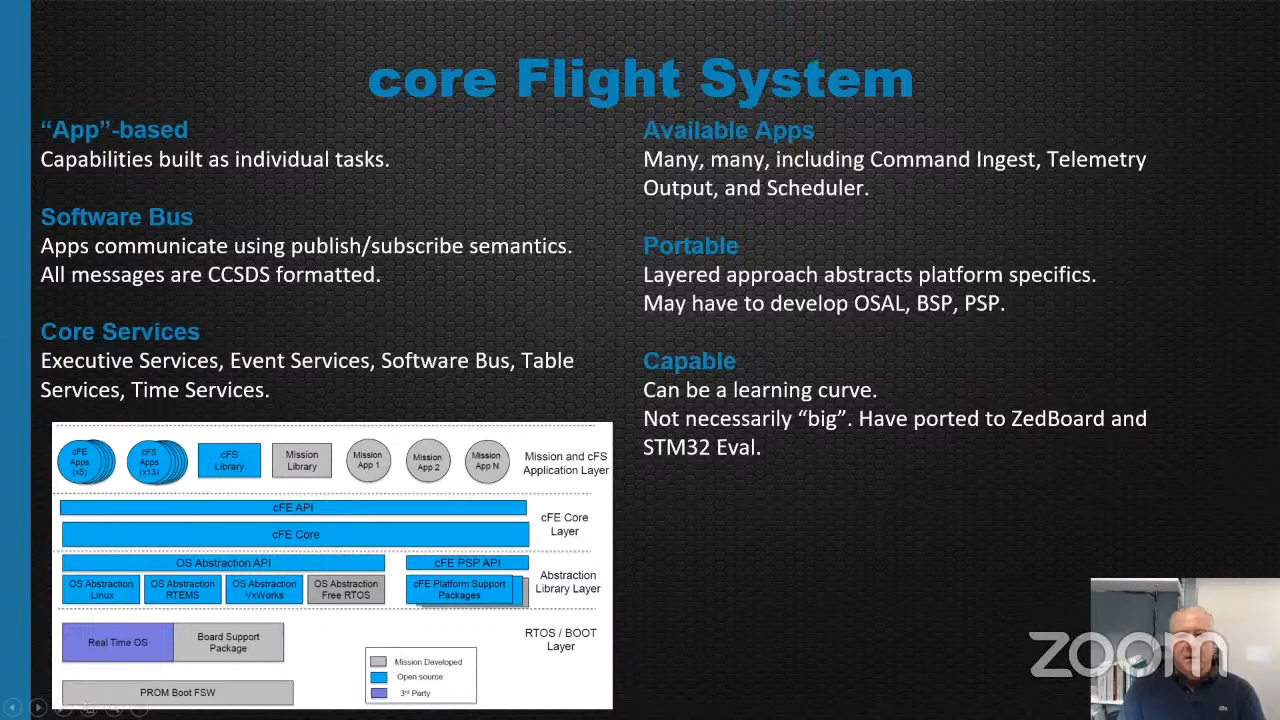 core Flight System
“App”-based
Capabilities built as individual tasks.
Software Bus
Apps communicate using publish/subscribe semantics.
All messages are CCSDS formatted.
Core Services
Executive Services, Event Services, Software Bus, Table
Services, Time Services.
Available Apps
Many, many, including Command Ingest, Telemetry
Output, and Scheduler.
Portable
Layered approach abstracts platform specifics.
May have to develop OSAL, BSP, PSP.
Capable
Can be a learning curve.
Not necessarily “big”. Have ported to ZedBoard and
STM32 Eval.
cFE
Apps
(x5)
cFS
Apps
(x13)
cFS
Library
Mission
Library
Mission
App 1
Mission
App 2
Mission
App N
Mission and cFS
Application Layer
cFE API
cFE Core
cFE Core
Layer
OS Abstraction API
cFE PSP API
OS Abstraction
Linux
OS Abstraction
RTEMS
OS Abstraction
VxWorks
OS Abstraction
Free RTOS
cFE Platform Support
Packages
Abstraction
Library Layer
Real Time OS
Board Support
Package
RTOS / BOOT
Layer
PROM Boot FSW
Mission Developed
Open source
3rd Party
zoom